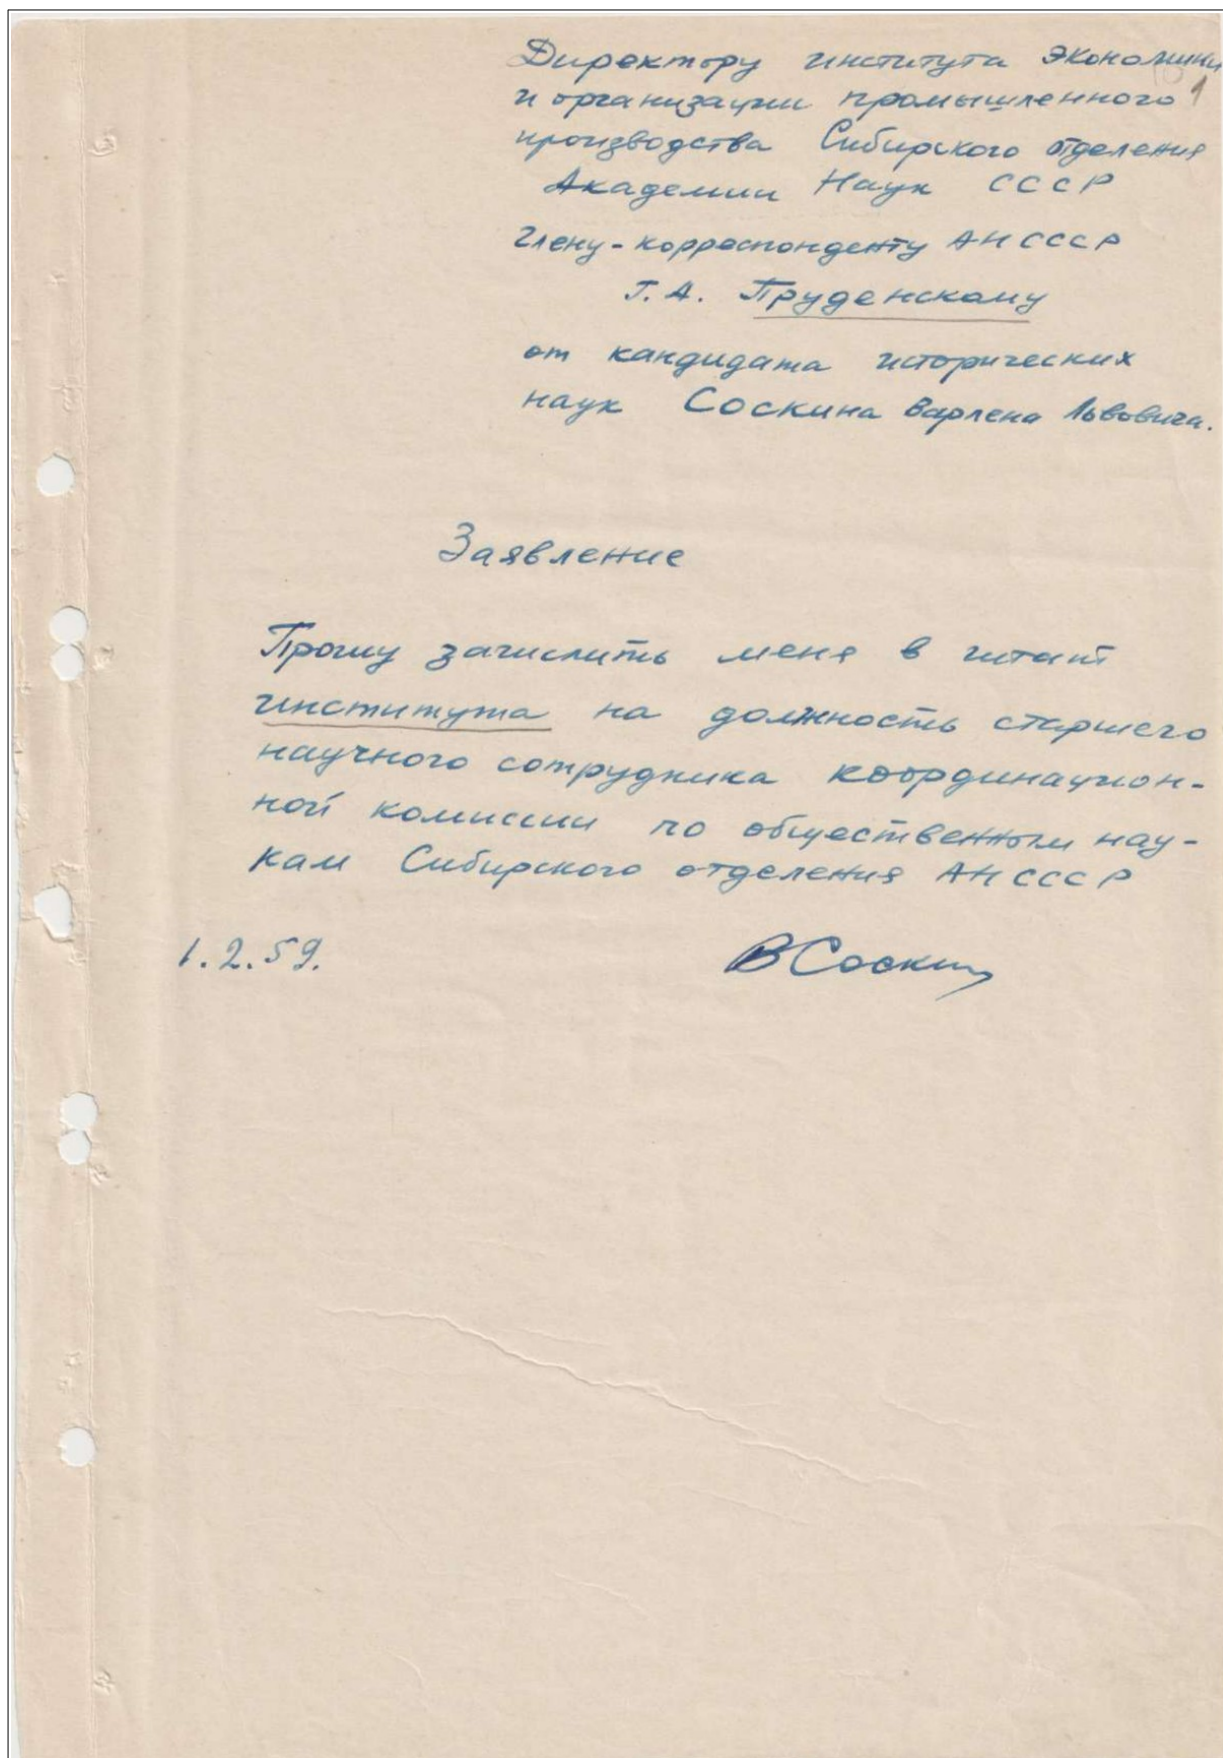 Директору института экономики
и организации промышленного 1
производства Сибирского отделения
Академии Наук СССР
Члену-корреспонденту АН СССР
Г.А. Пруденскому
от кандидата исторических
наук Соскина Варлена Львовича.
Заявление
Прошу зачислить меня в штат
института на должность старшего
научного сотрудника координацион-
ной комиссии по общественным нау-
кам Сибирского отделения АН СССР
1.2.59. ВСоскин